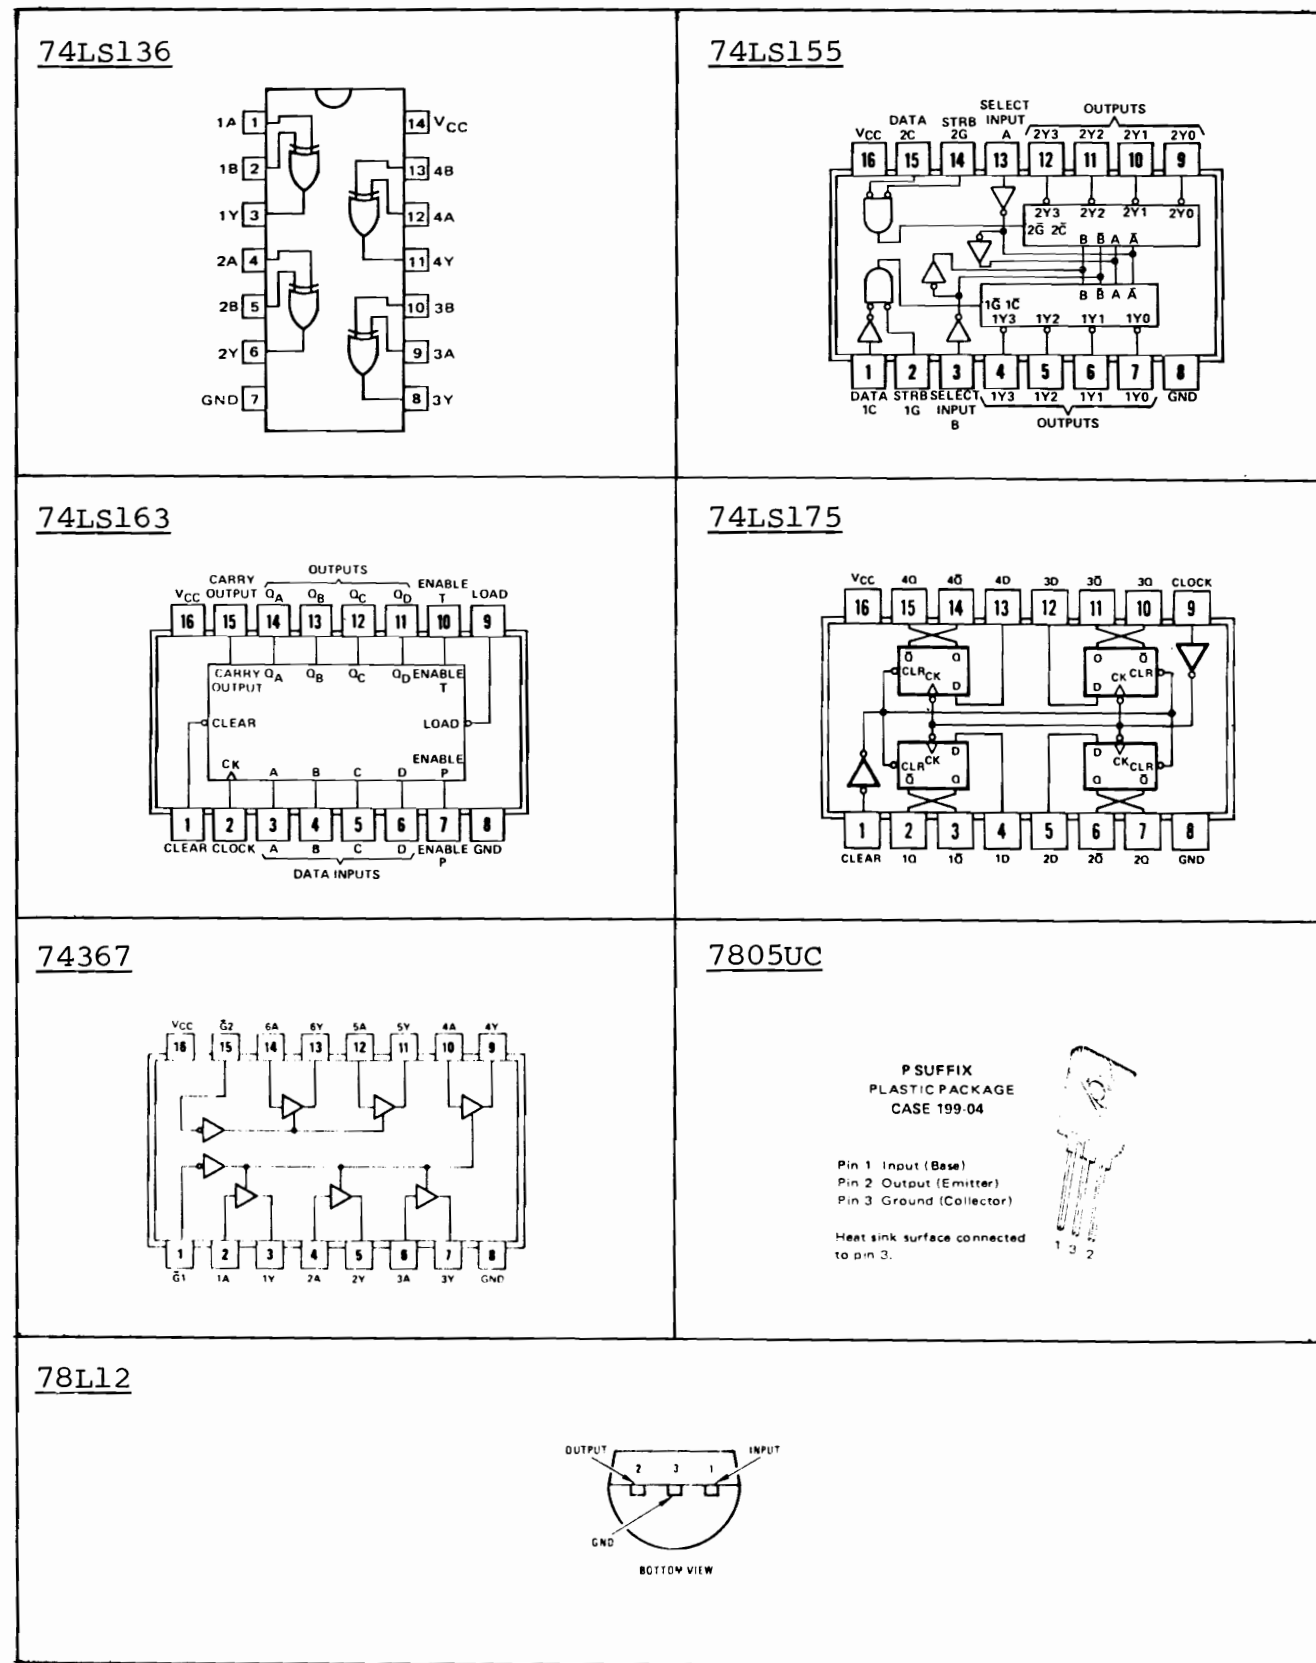 74LS136
1A 1
1B 2
1Y 3
2A 4
2B 5
2Y 6
GND 7
14 VCC
13 4B
12 4A
11 4Y
10 3B
9 3A
8 3Y
74LS155
OUTPUTS
VCC DATA 2C STRB 2G SELECT INPUT A 2Y3 2Y2 2Y1 2Y0
16 15 14 13 12 11 10 9
2Y3 2Y2 2Y1 2Y0
2G̅ 2C̅
B B̅ A A̅
B B̅ A A̅
1G̅ 1C̅
1Y3 1Y2 1Y1 1Y0
1 2 3 4 5 6 7 8
DATA 1C STRB 1G SELECT INPUT B 1Y3 1Y2 1Y1 1Y0 GND
OUTPUTS
74LS163
OUTPUTS
VCC CARRY OUTPUT QA QB QC QD ENABLE T LOAD
16 15 14 13 12 11 10 9
CARRY OUTPUT QA QB QC QD ENABLE T
CLEAR LOAD
CK A B C D ENABLE P
1 2 3 4 5 6 7 8
CLEAR CLOCK A B C D ENABLE P GND
DATA INPUTS
74LS175
VCC 4Q 4Q̅ 4D 3D 3Q̅ 3Q CLOCK
16 15 14 13 12 11 10 9
Q̅ Q Q Q̅
CLR CK D D CK CLR
CLR CK D D CK CLR
Q̅ Q Q Q̅
1 2 3 4 5 6 7 8
CLEAR 1Q 1Q̅ 1D 2D 2Q̅ 2Q GND
74367
VCC G̅2 6A 6Y 5A 5Y 4A 4Y
16 15 14 13 12 11 10 9
1 2 3 4 5 6 7 8
G̅1 1A 1Y 2A 2Y 3A 3Y GND
7805UC
P SUFFIX
PLASTIC PACKAGE
CASE 199-04
Pin 1 Input (Base)
Pin 2 Output (Emitter)
Pin 3 Ground (Collector)
Heat sink surface connected
to pin 3.
1 3 2
78L12
OUTPUT INPUT
2 3 1
GND
BOTTOM VIEW